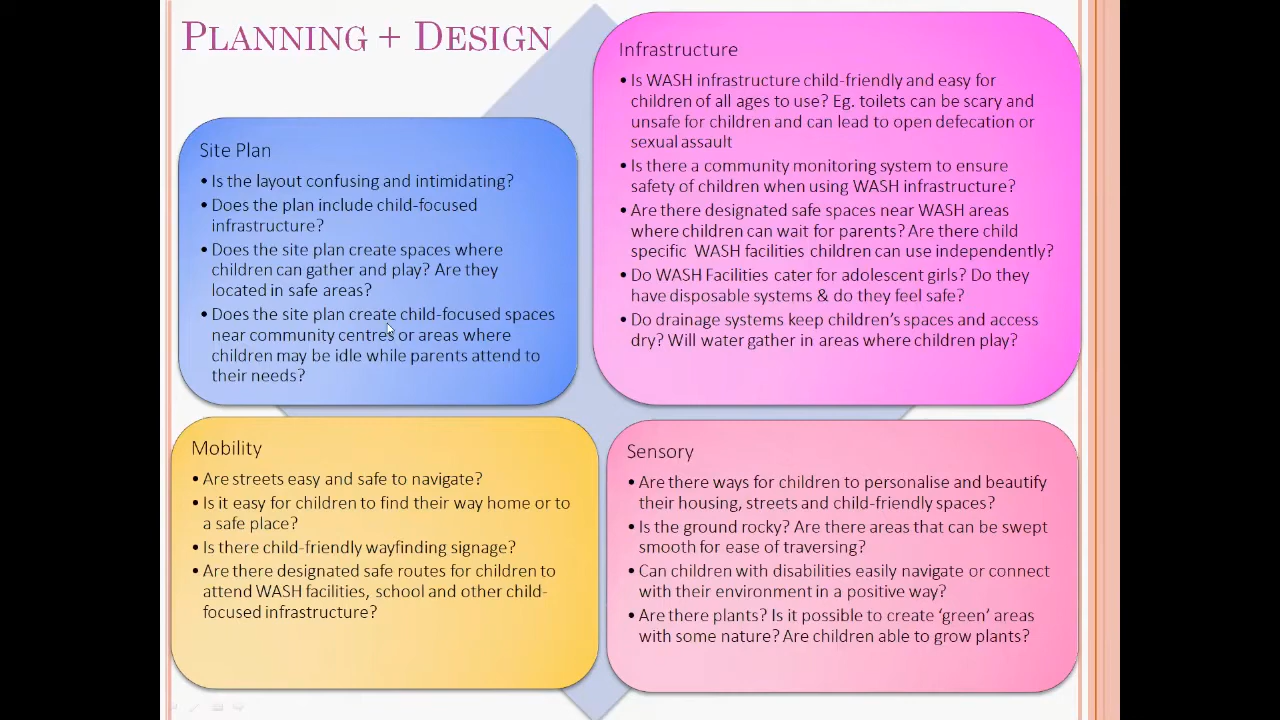 PLANNING + DESIGN
Site Plan
• Is the layout confusing and intimidating?
• Does the plan include child-focused
infrastructure?
• Does the site plan create spaces where
children can gather and play? Are they
located in safe areas?
• Does the site plan create child-focused spaces
near community centres or areas where
children may be idle while parents attend to
their needs?
Infrastructure
• Is WASH infrastructure child-friendly and easy for
children of all ages to use? Eg. toilets can be scary and
unsafe for children and can lead to open defecation or
sexual assault
• Is there a community monitoring system to ensure
safety of children when using WASH infrastructure?
• Are there designated safe spaces near WASH areas
where children can wait for parents? Are there child
specific WASH facilities children can use independently?
• Do WASH Facilities cater for adolescent girls? Do they
have disposable systems & do they feel safe?
• Do drainage systems keep children's spaces and access
dry? Will water gather in areas where children play?
Mobility
• Are streets easy and safe to navigate?
• Is it easy for children to find their way home or to
a safe place?
• Is there child-friendly wayfinding signage?
• Are there designated safe routes for children to
attend WASH facilities, school and other child-
focused infrastructure?
Sensory
• Are there ways for children to personalise and beautify
their housing, streets and child-friendly spaces?
• Is the ground rocky? Are there areas that can be swept
smooth for ease of traversing?
• Can children with disabilities easily navigate or connect
with their environment in a positive way?
• Are there plants? Is it possible to create ‘green’ areas
with some nature? Are children able to grow plants?